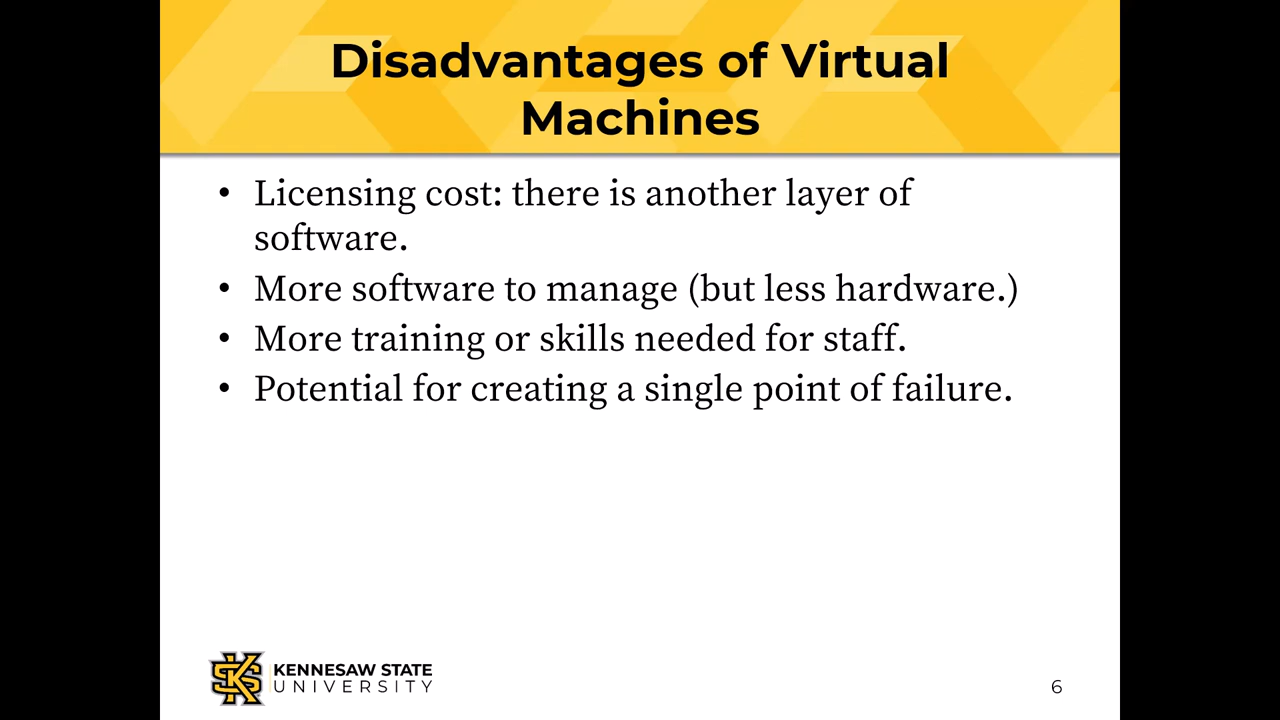 Disadvantages of Virtual
Machines
• Licensing cost: there is another layer of
software.
• More software to manage (but less hardware.)
• More training or skills needed for staff.
• Potential for creating a single point of failure.
KS
KENNESAW STATE
UNIVERSITY
6